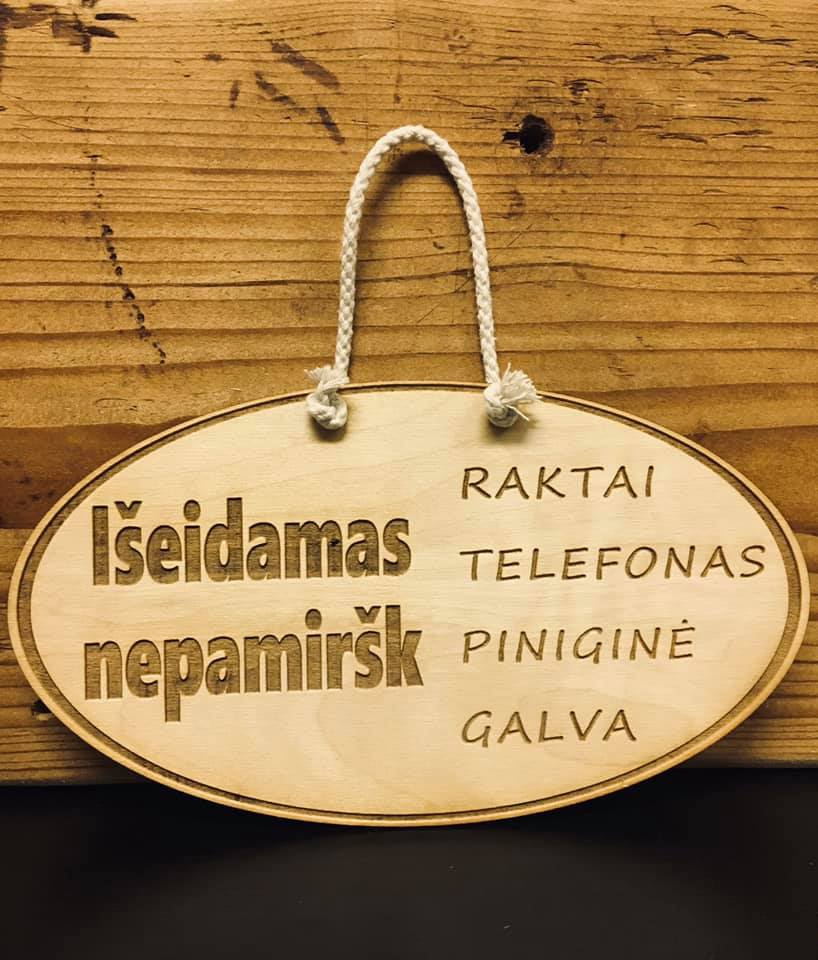 Išeidamas
nepamiršk
RAKTAI
TELEFONAS
PINIGINĖ
GALVA